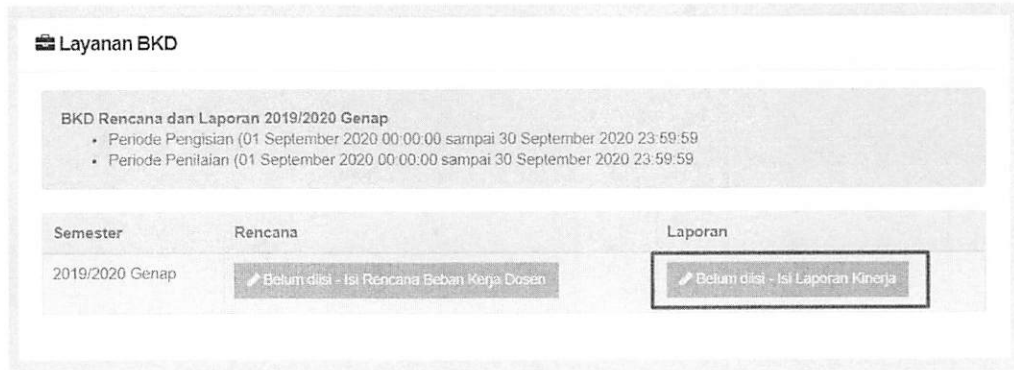 Layanan BKD
BKD Rencana dan Laporan 2019/2020 Genap
• Periode Pengisian (01 September 2020 00:00:00 sampai 30 September 2020 23:59:59
• Periode Penilaian (01 September 2020 00:00:00 sampai 30 September 2020 23:59:59
Semester Rencana Laporan
2019/2020 Genap Belum diisi - Isi Rencana Beban Kerja Dosen Belum diisi - Isi Laporan Kinerja